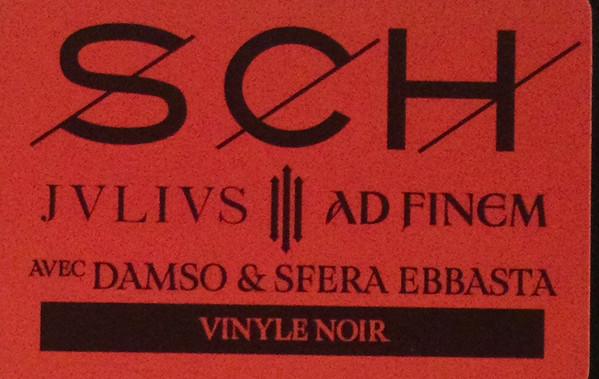 SCH
JVLIVS III AD FINEM
AVEC DAMSO & SFERA EBBASTA
VINYLE NOIR